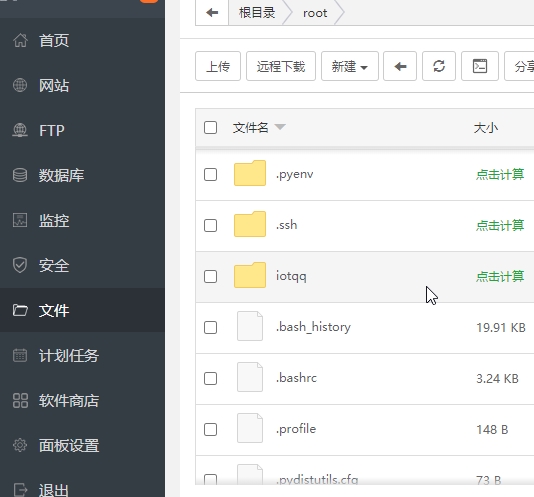 根目录 root
首页
网站
FTP
数据库
监控
安全
文件
计划任务
软件商店
面板设置
退出
上传 远程下载 新建 分享
文件名 大小
.pyenv 点击计算
.ssh 点击计算
iotqq 点击计算
.bash_history 19.91 KB
.bashrc 3.24 KB
.profile 148 B
.pydistutils.cfg 73 B